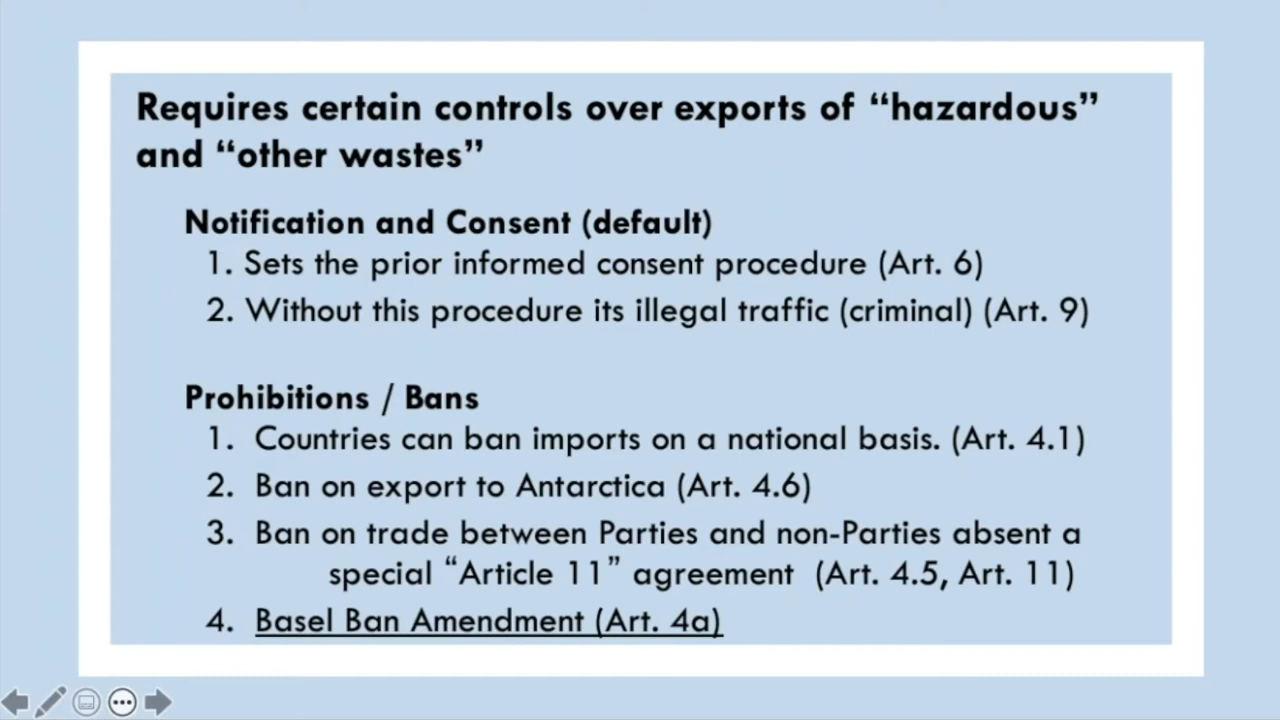 Requires certain controls over exports of “hazardous”
and “other wastes”
Notification and Consent (default)
1. Sets the prior informed consent procedure (Art. 6)
2. Without this procedure its illegal traffic (criminal) (Art. 9)
Prohibitions / Bans
1. Countries can ban imports on a national basis. (Art. 4.1)
2. Ban on export to Antarctica (Art. 4.6)
3. Ban on trade between Parties and non-Parties absent a
special “Article 11” agreement (Art. 4.5, Art. 11)
4. Basel Ban Amendment (Art. 4a)